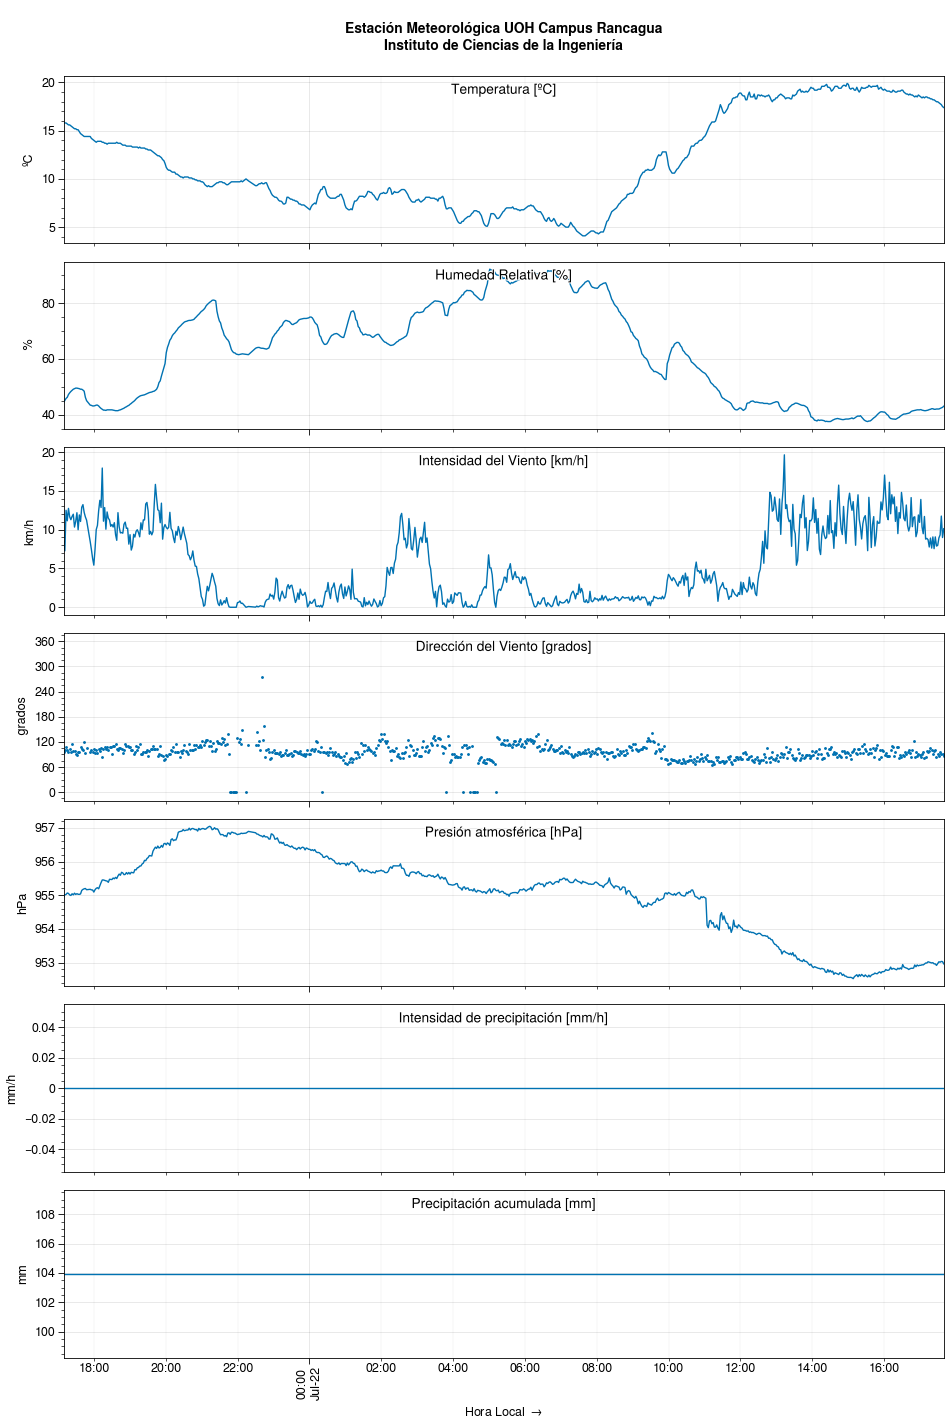 Estación Meteorológica UOH Campus Rancagua
Instituto de Ciencias de la Ingeniería
Temperatura [ºC]
20
15
10
5
ºC
Humedad Relativa [%]
80
60
40
%
Intensidad del Viento [km/h]
20
15
10
5
0
km/h
Dirección del Viento [grados]
360
300
240
180
120
60
0
grados
Presión atmosférica [hPa]
957
956
955
954
953
hPa
Intensidad de precipitación [mm/h]
0.04
0.02
0
−0.02
−0.04
mm/h
Precipitación acumulada [mm]
108
106
104
102
100
mm
18:00 20:00 22:00 00:00 02:00 04:00 06:00 08:00 10:00 12:00 14:00 16:00
Jul-22
Hora Local →